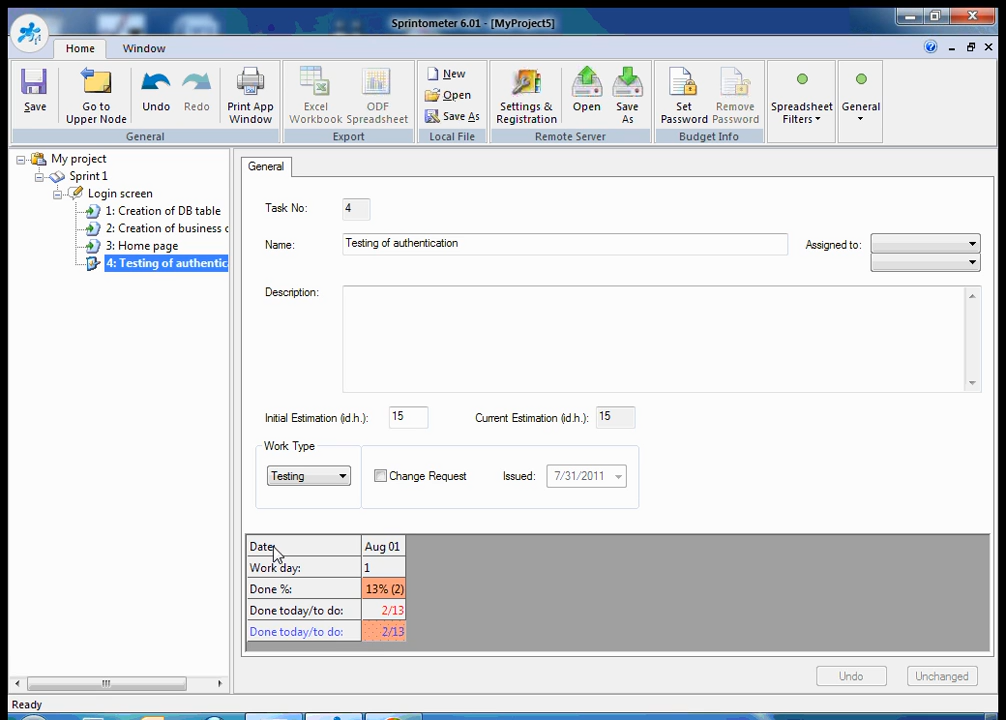 Sprintometer 6.01 - [MyProject5]
Home
Window
Save
Go to
Upper Node
Undo
Redo
Print App
Window
General
Excel
Workbook
ODF
Spreadsheet
Export
New
Open
Save As
Local File
Settings &
Registration
Open
Save
As
Remote Server
Set
Password
Remove
Password
Budget Info
Spreadsheet
Filters
General
My project
Sprint 1
Login screen
1: Creation of DB table
2: Creation of business
3: Home page
4: Testing of authentic
General
Task No:
4
Name:
Testing of authentication
Assigned to:
Description:
Initial Estimation (id.h.):
15
Current Estimation (id.h.):
15
Work Type
Testing
Change Request
Issued:
7/31/2011
Date:
Aug 01
Work day:
1
Done %:
13% (2)
Done today/to do:
2/13
Done today/to do:
2/13
Undo
Unchanged
Ready